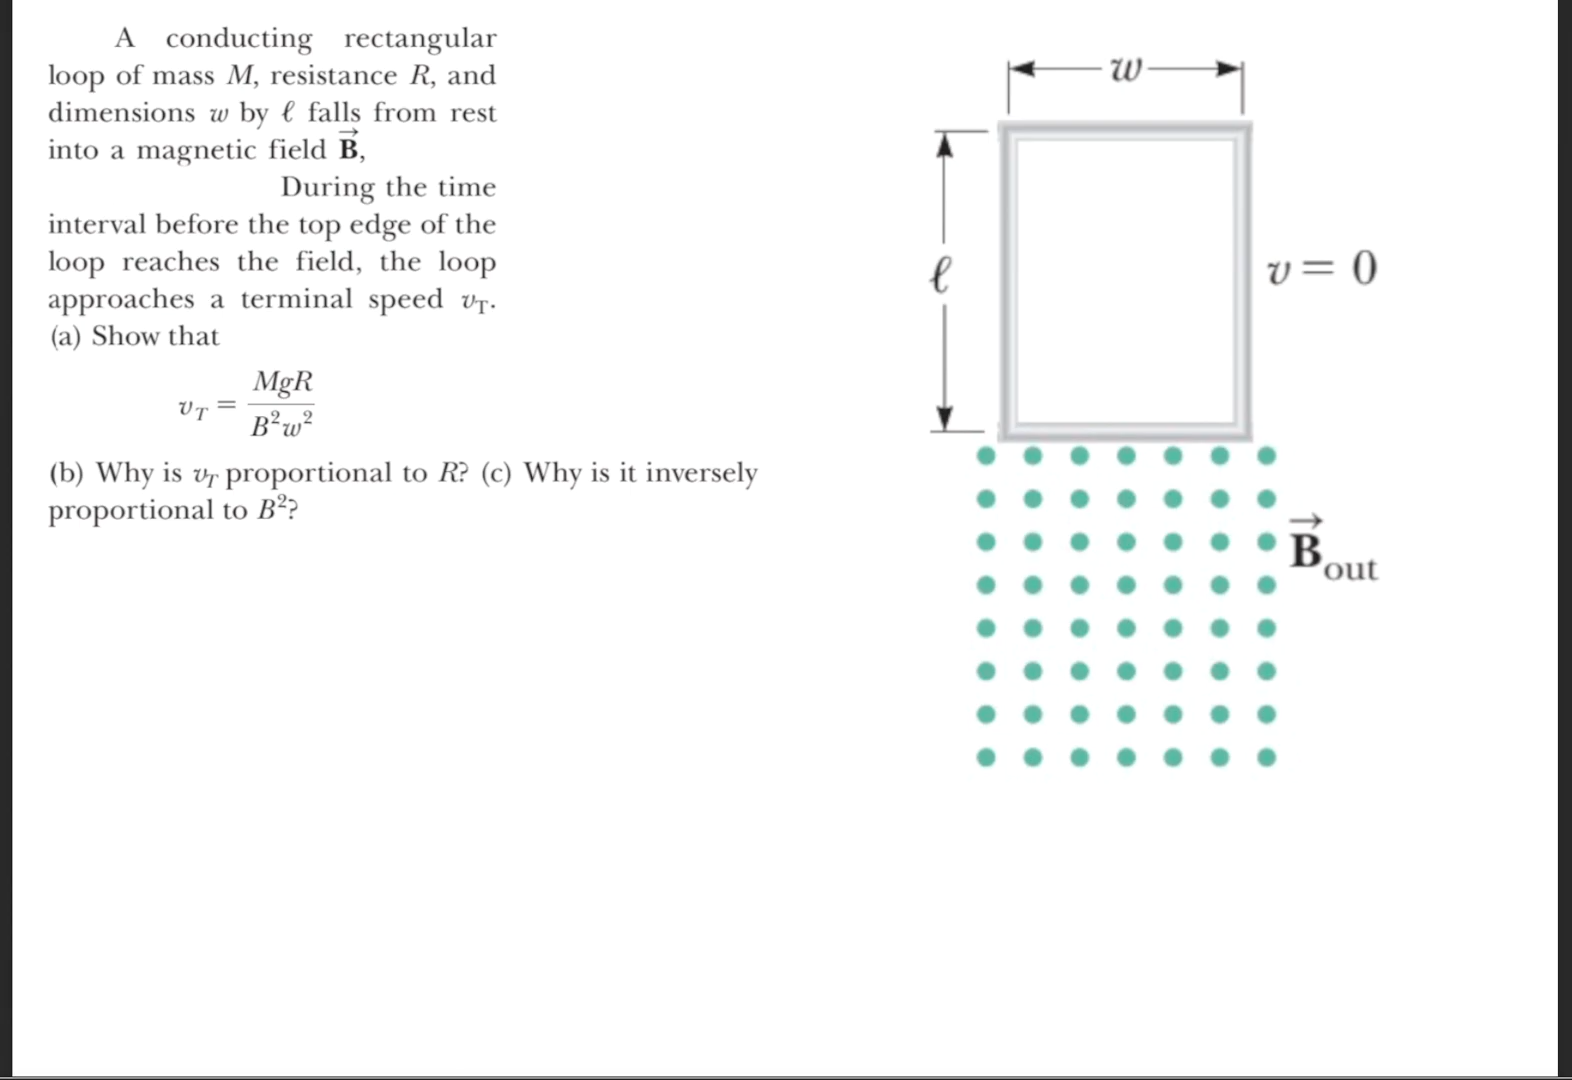 A conducting rectangular
loop of mass M, resistance R, and
dimensions w by ℓ falls from rest
into a magnetic field B⃗,
During the time
interval before the top edge of the
loop reaches the field, the loop
approaches a terminal speed v_T.
(a) Show that
v_T = MgR / B²w²
(b) Why is v_T proportional to R? (c) Why is it inversely
proportional to B²?
w
ℓ
v = 0
B⃗_out